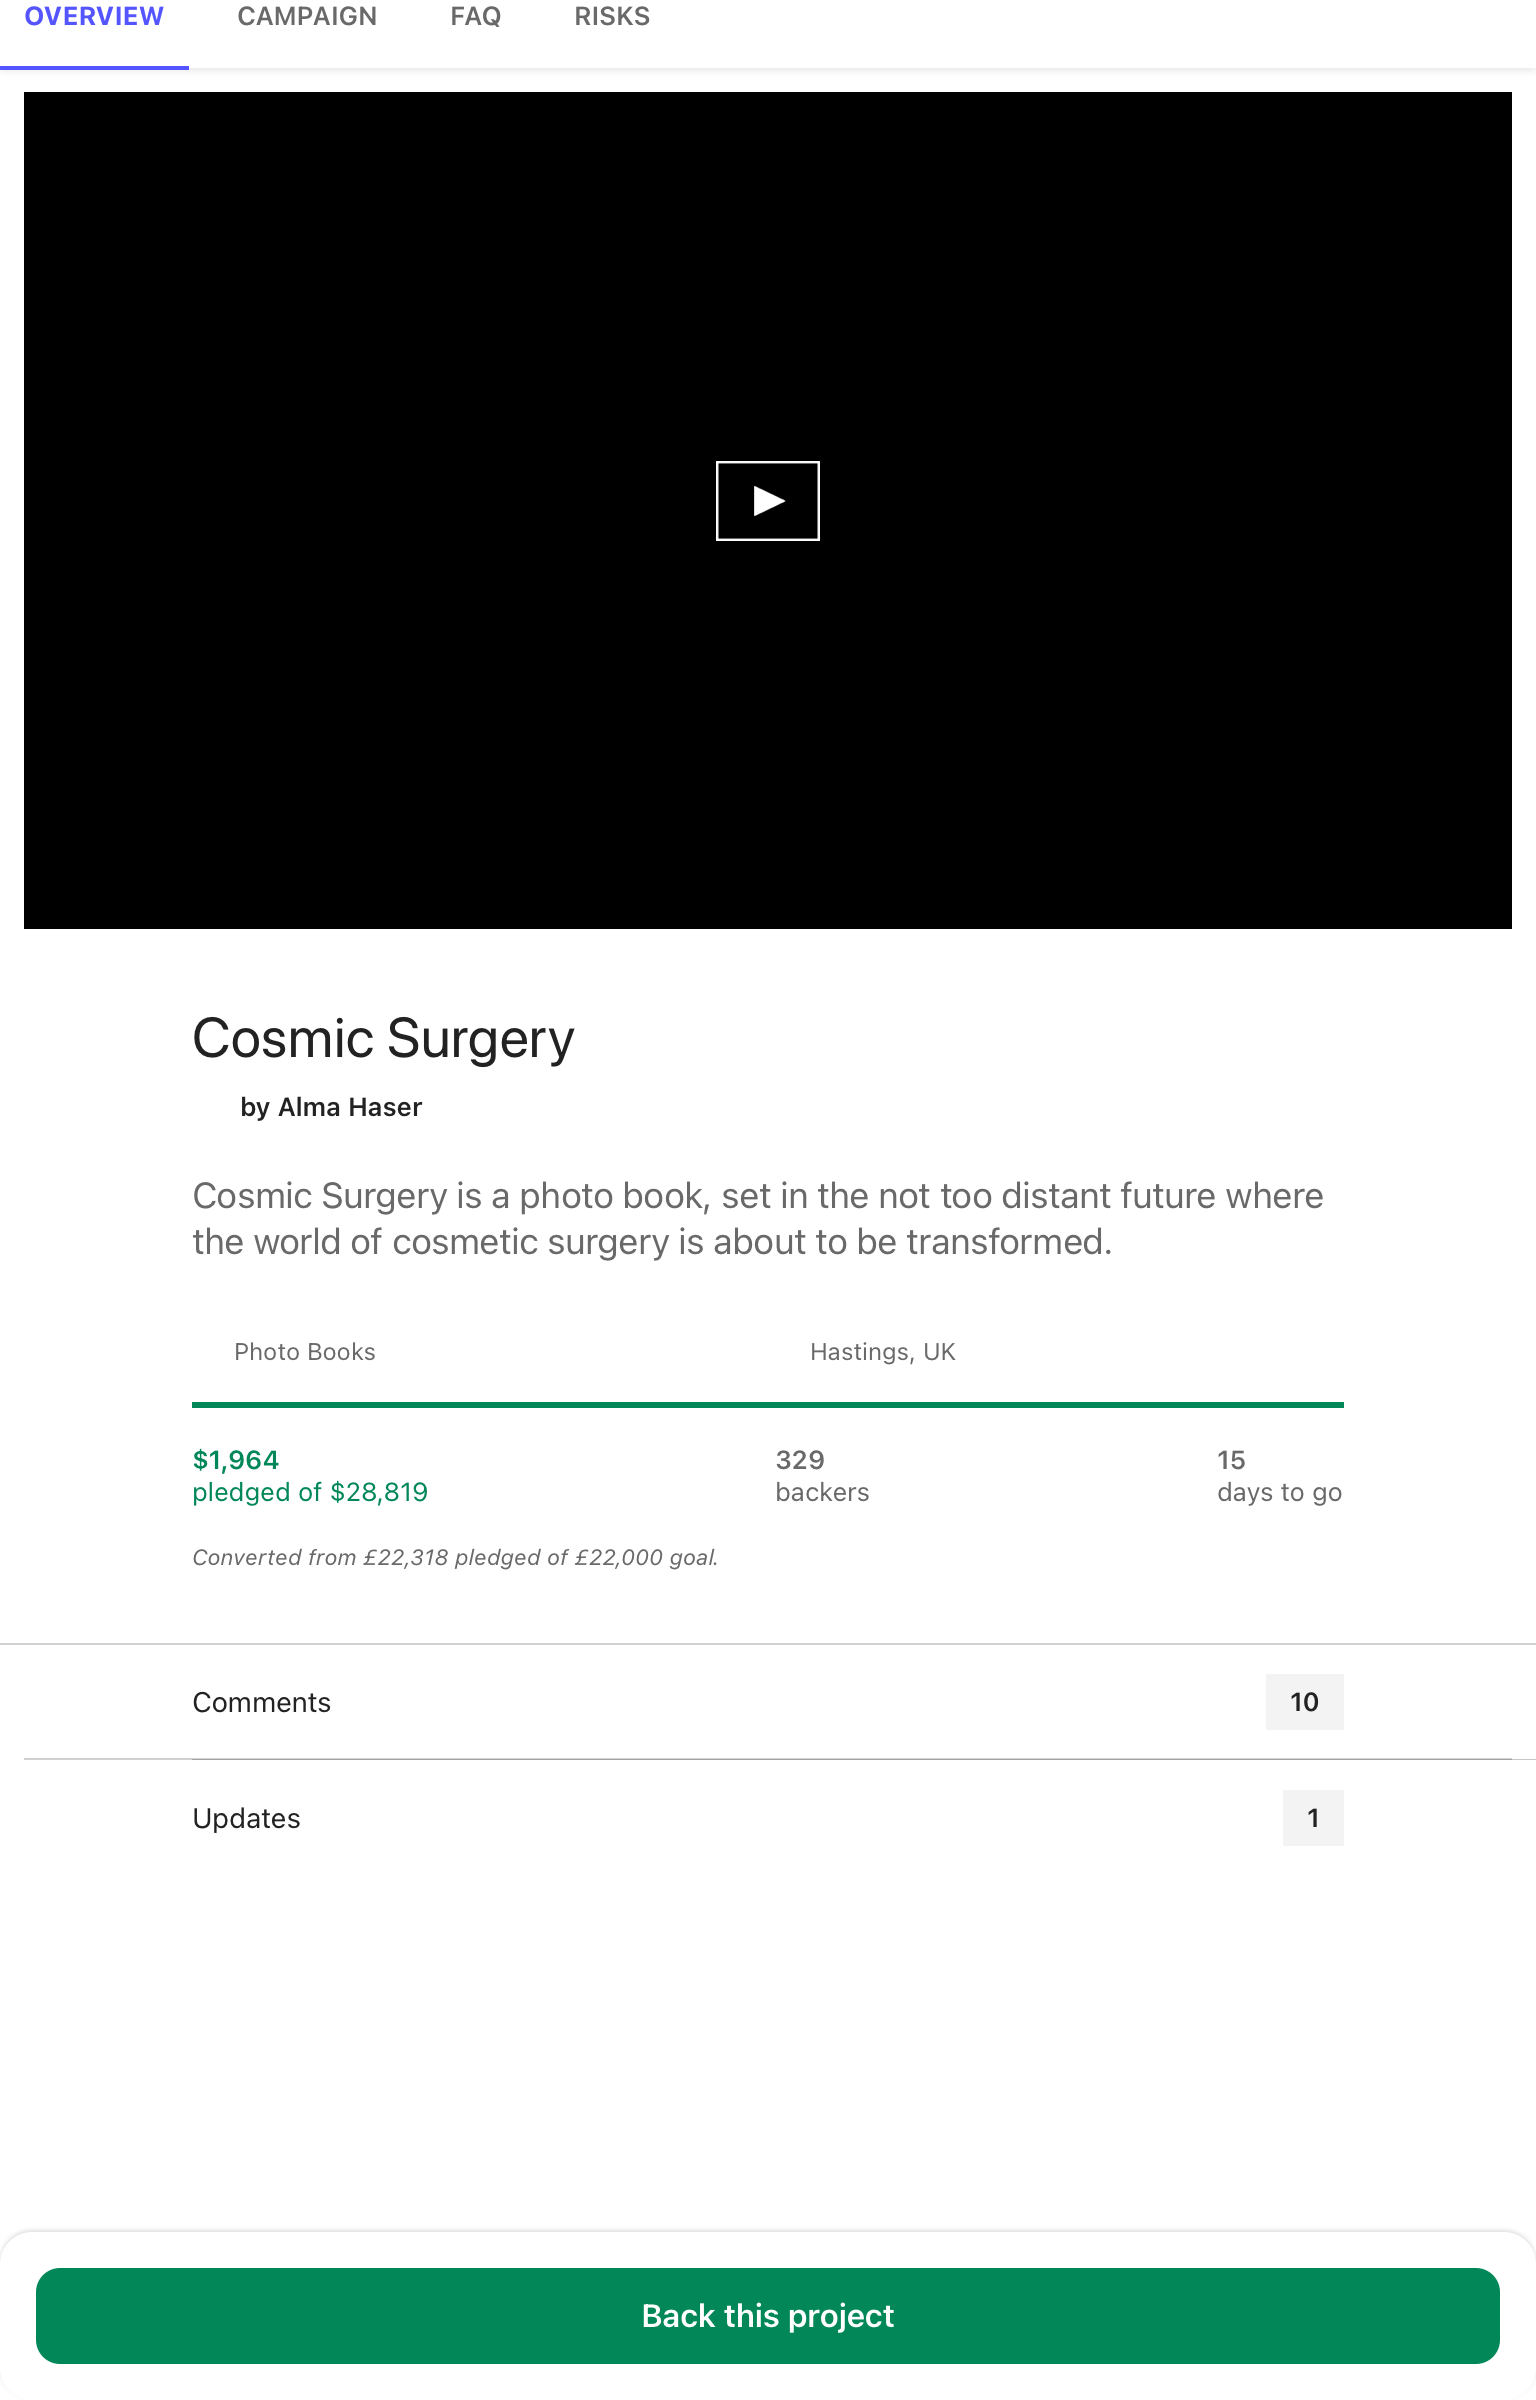 OVERVIEW CAMPAIGN FAQ RISKS
Cosmic Surgery
by Alma Haser
Cosmic Surgery is a photo book, set in the not too distant future where
the world of cosmetic surgery is about to be transformed.
Photo Books Hastings, UK
$1,964 329 15
pledged of $28,819 backers days to go
Converted from £22,318 pledged of £22,000 goal.
Comments 10
Updates 1
Back this project